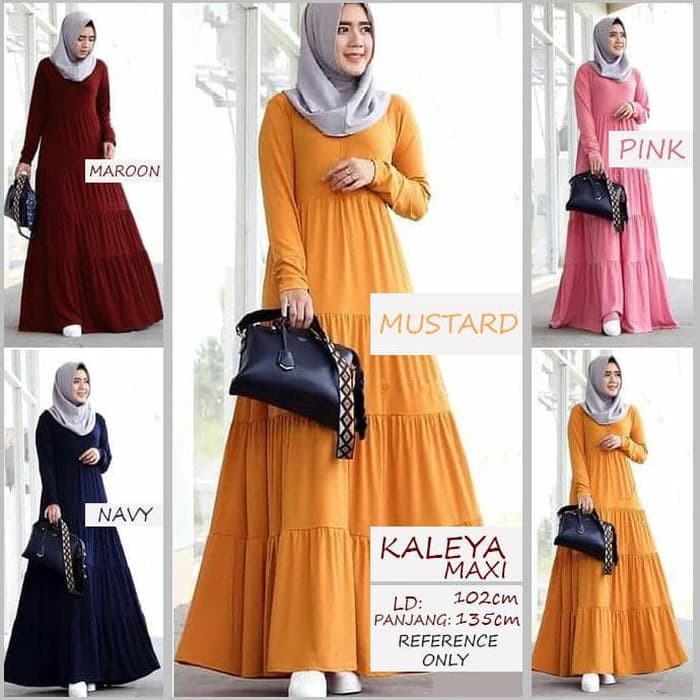 MAROON
MUSTARD
PINK
NAVY
KALEYA
MAXI
LD: 102cm
PANJANG: 135cm
REFERENCE
ONLY